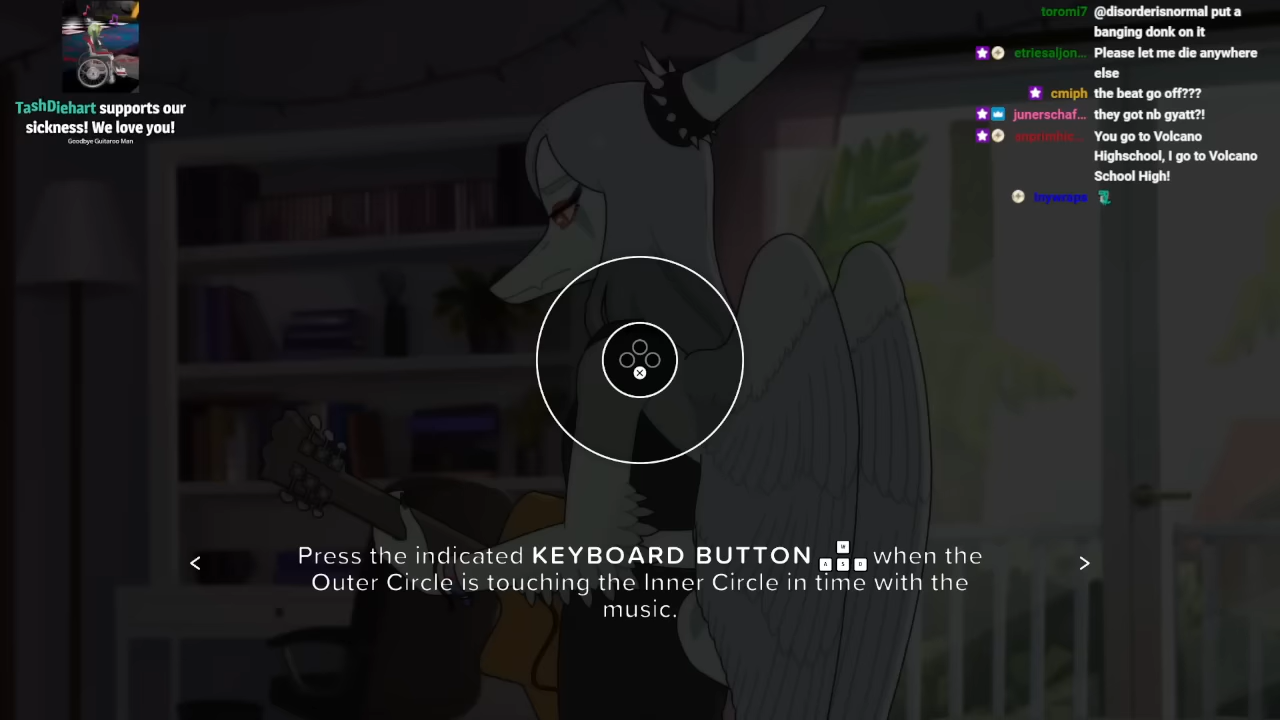 TashDiehart supports our
sickness! We love you!
Goodbye Guitaroo Man
toromi7 @disorderisnormal put a
banging donk on it
etriesaljon... Please let me die anywhere
else
cmiph the beat go off???
junerschaf... they got nb gyatt?!
You go to Volcano
Highschool, I go to Volcano
School High!
Press the indicated KEYBOARD BUTTON W A S D when the
Outer Circle is touching the Inner Circle in time with the
music.
< >